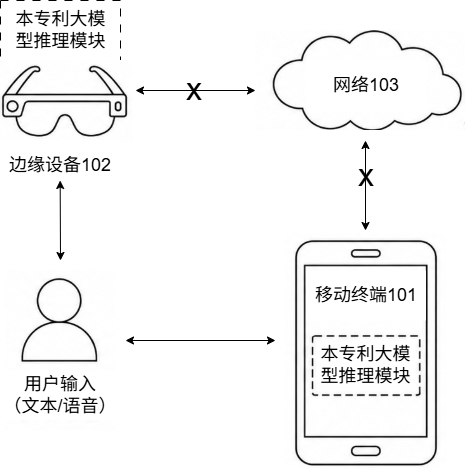 本专利大模
型推理模块
X
网络103
边缘设备102
X
移动终端101
本专利大模
型推理模块
用户输入
（文本/语音）